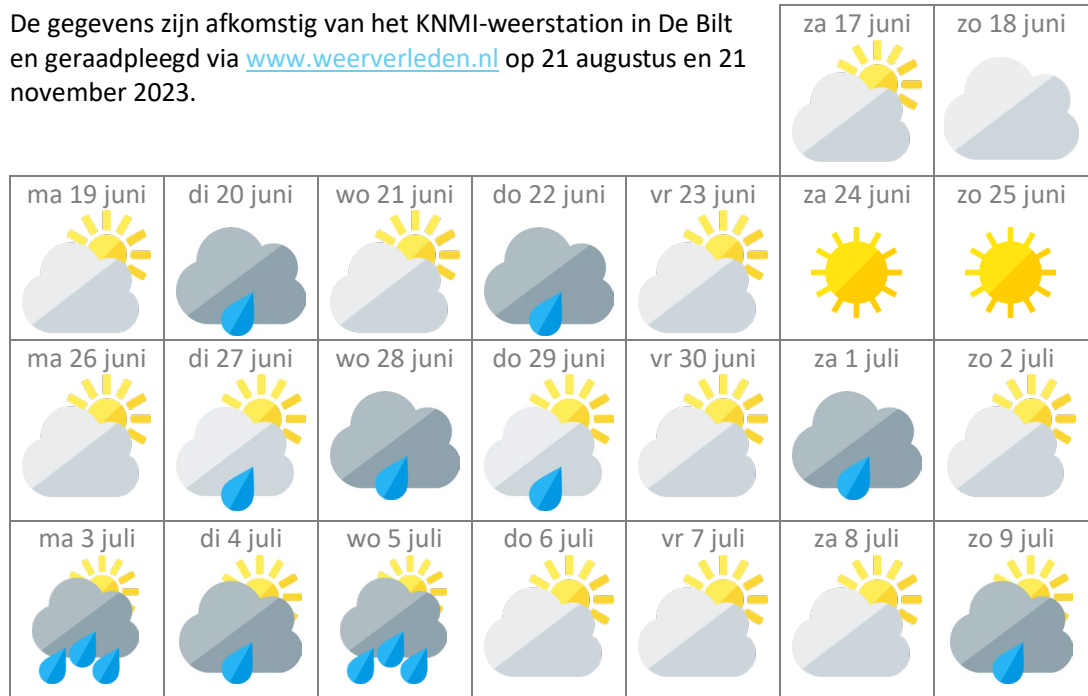 De gegevens zijn afkomstig van het KNMI-weerstation in De Bilt
en geraadpleegd via www.weerverleden.nl op 21 augustus en 21
november 2023.
za 17 juni
zo 18 juni
ma 19 juni
di 20 juni
wo 21 juni
do 22 juni
vr 23 juni
za 24 juni
zo 25 juni
ma 26 juni
di 27 juni
wo 28 juni
do 29 juni
vr 30 juni
za 1 juli
zo 2 juli
ma 3 juli
di 4 juli
wo 5 juli
do 6 juli
vr 7 juli
za 8 juli
zo 9 juli